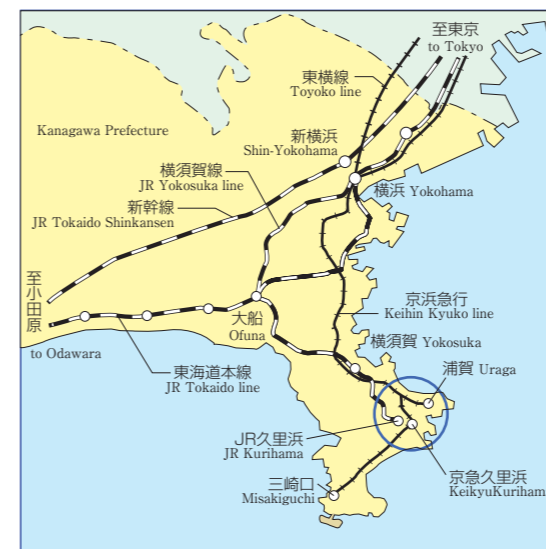 至東京
to Tokyo
東横線
Toyoko line
Kanagawa Prefecture
新横浜
Shin-Yokohama
横須賀線
JR Yokosuka line
横浜 Yokohama
新幹線
JR Tokaido Shinkansen
至小田原
to Odawara
大船
Ofuna
京浜急行
Keihin Kyuko line
横須賀 Yokosuka
東海道本線
JR Tokaido line
浦賀 Uraga
JR久里浜
JR Kurihama
京急久里浜
KeikyuKuriham
三崎口
Misakiguchi